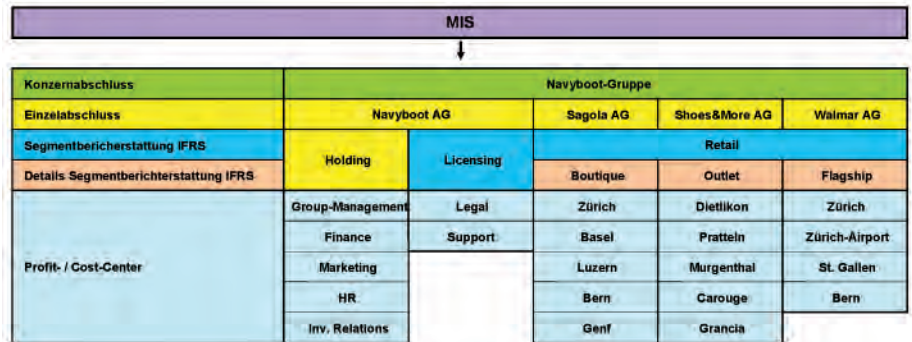 MIS
Konzernabschluss Navyboot-Gruppe
Einzelabschluss Navyboot AG Sagola AG Shoes&More AG Walmar AG
Segmentbericherstattung IFRS Holding Licensing Retail
Details Segmentberichterstattung IFRS Boutique Outlet Flagship
Profit- / Cost-Center Group-Management Legal Zürich Dietlikon Zürich
Finance Support Basel Pratteln Zürich-Airport
Marketing Luzern Murgenthal St. Gallen
HR Bern Carouge Bern
Inv. Relations Genf Grancia